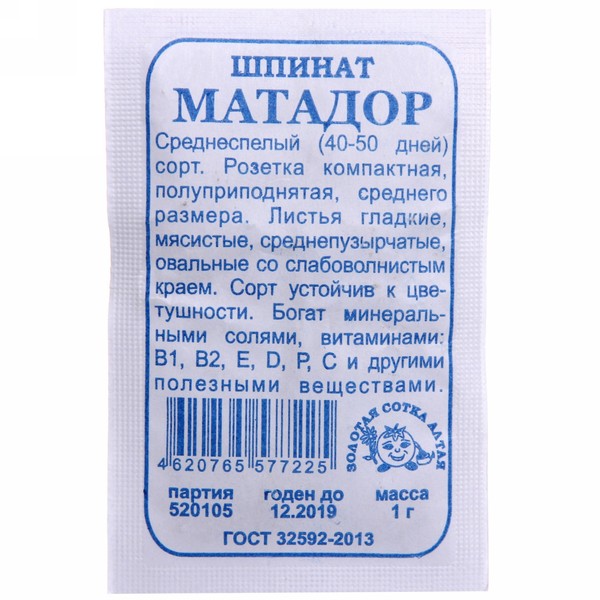 ШПИНАТ
МАТАДОР
Среднеспелый (40-50 дней)
сорт. Розетка компактная,
полуприподнятая, среднего
размера. Листья гладкие,
мясистые, среднепузырчатые,
овальные со слабоволнистым
краем. Сорт устойчив к цве-
тушности. Богат минераль-
ными солями, витаминами:
В1, В2, Е, D, Р, С и другими
полезными веществами.
4 620765 577225
ЗОЛОТАЯ СОТКА АЛТАЯ
партия годен до масса
520105 12.2019 1 г
ГОСТ 32592-2013